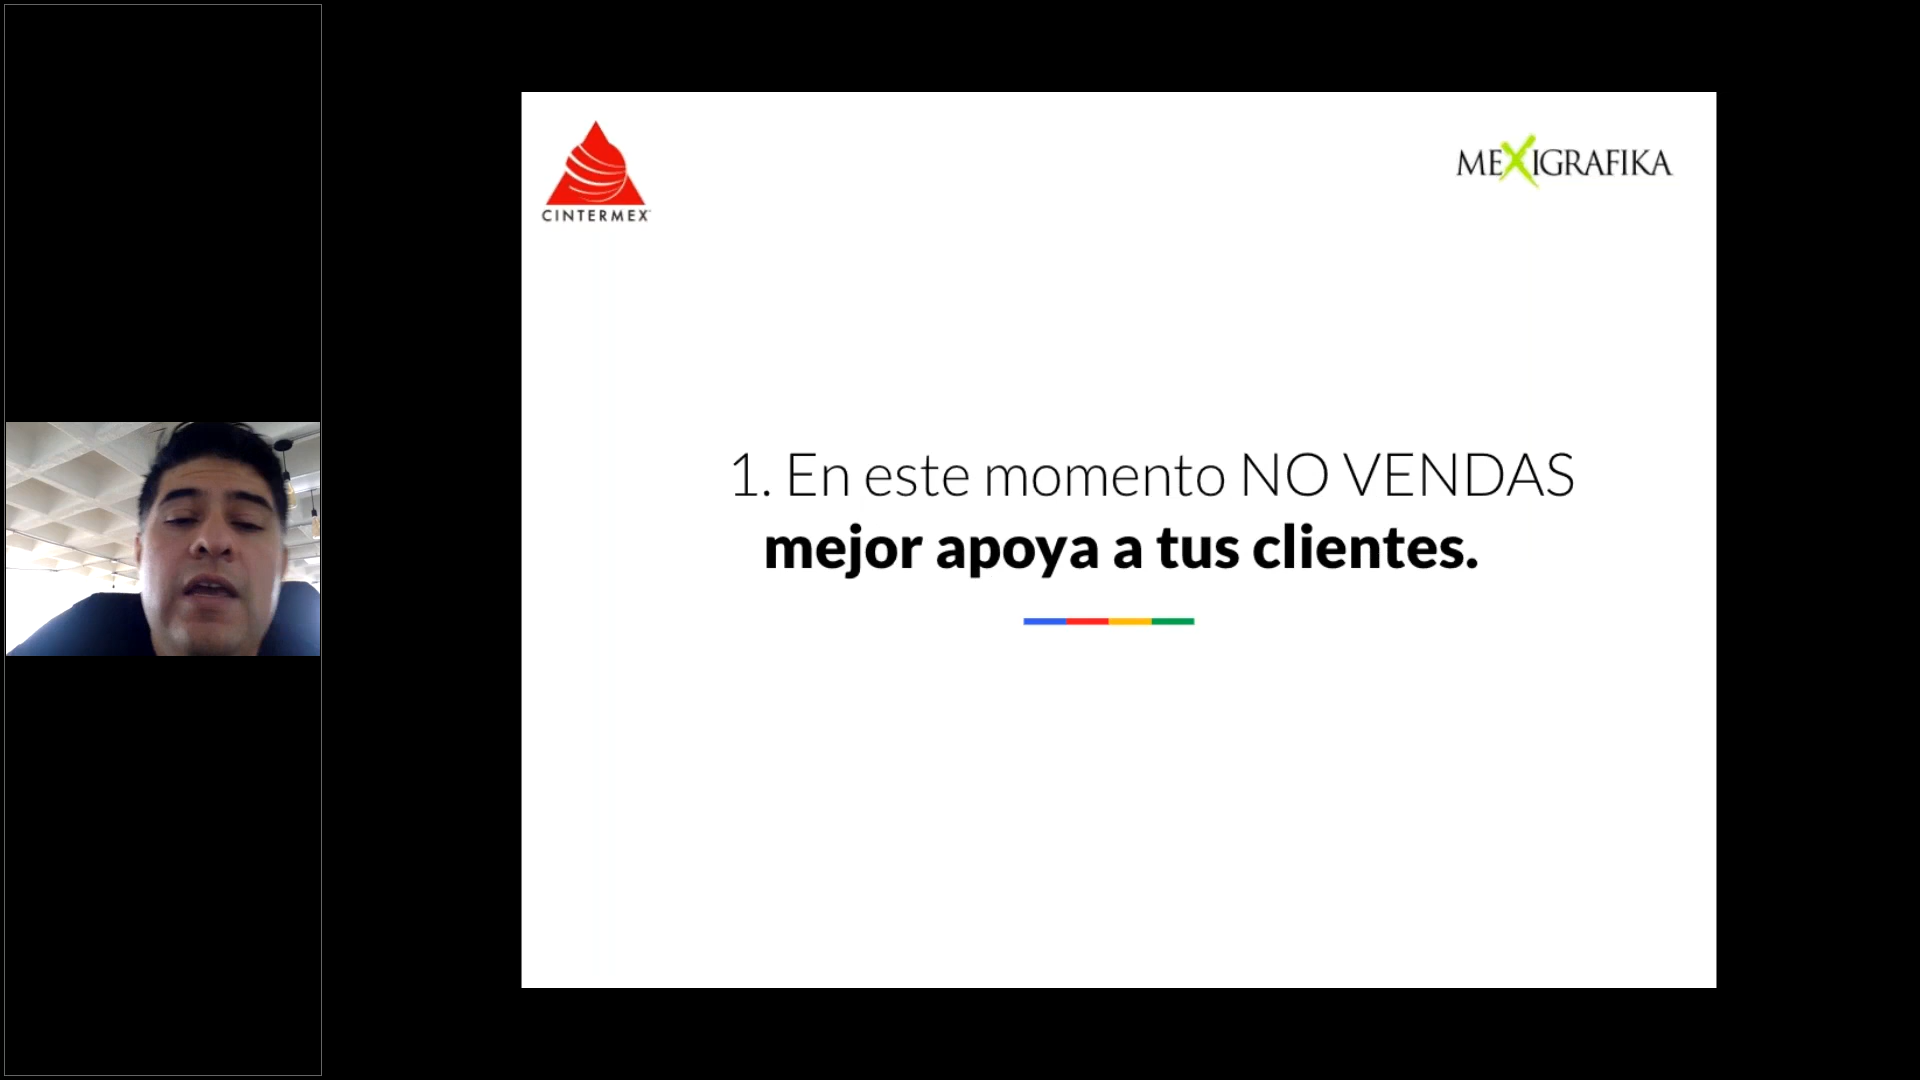 CINTERMEX
MEXIGRAFIKA
1. En este momento NO VENDAS
mejor apoya a tus clientes.